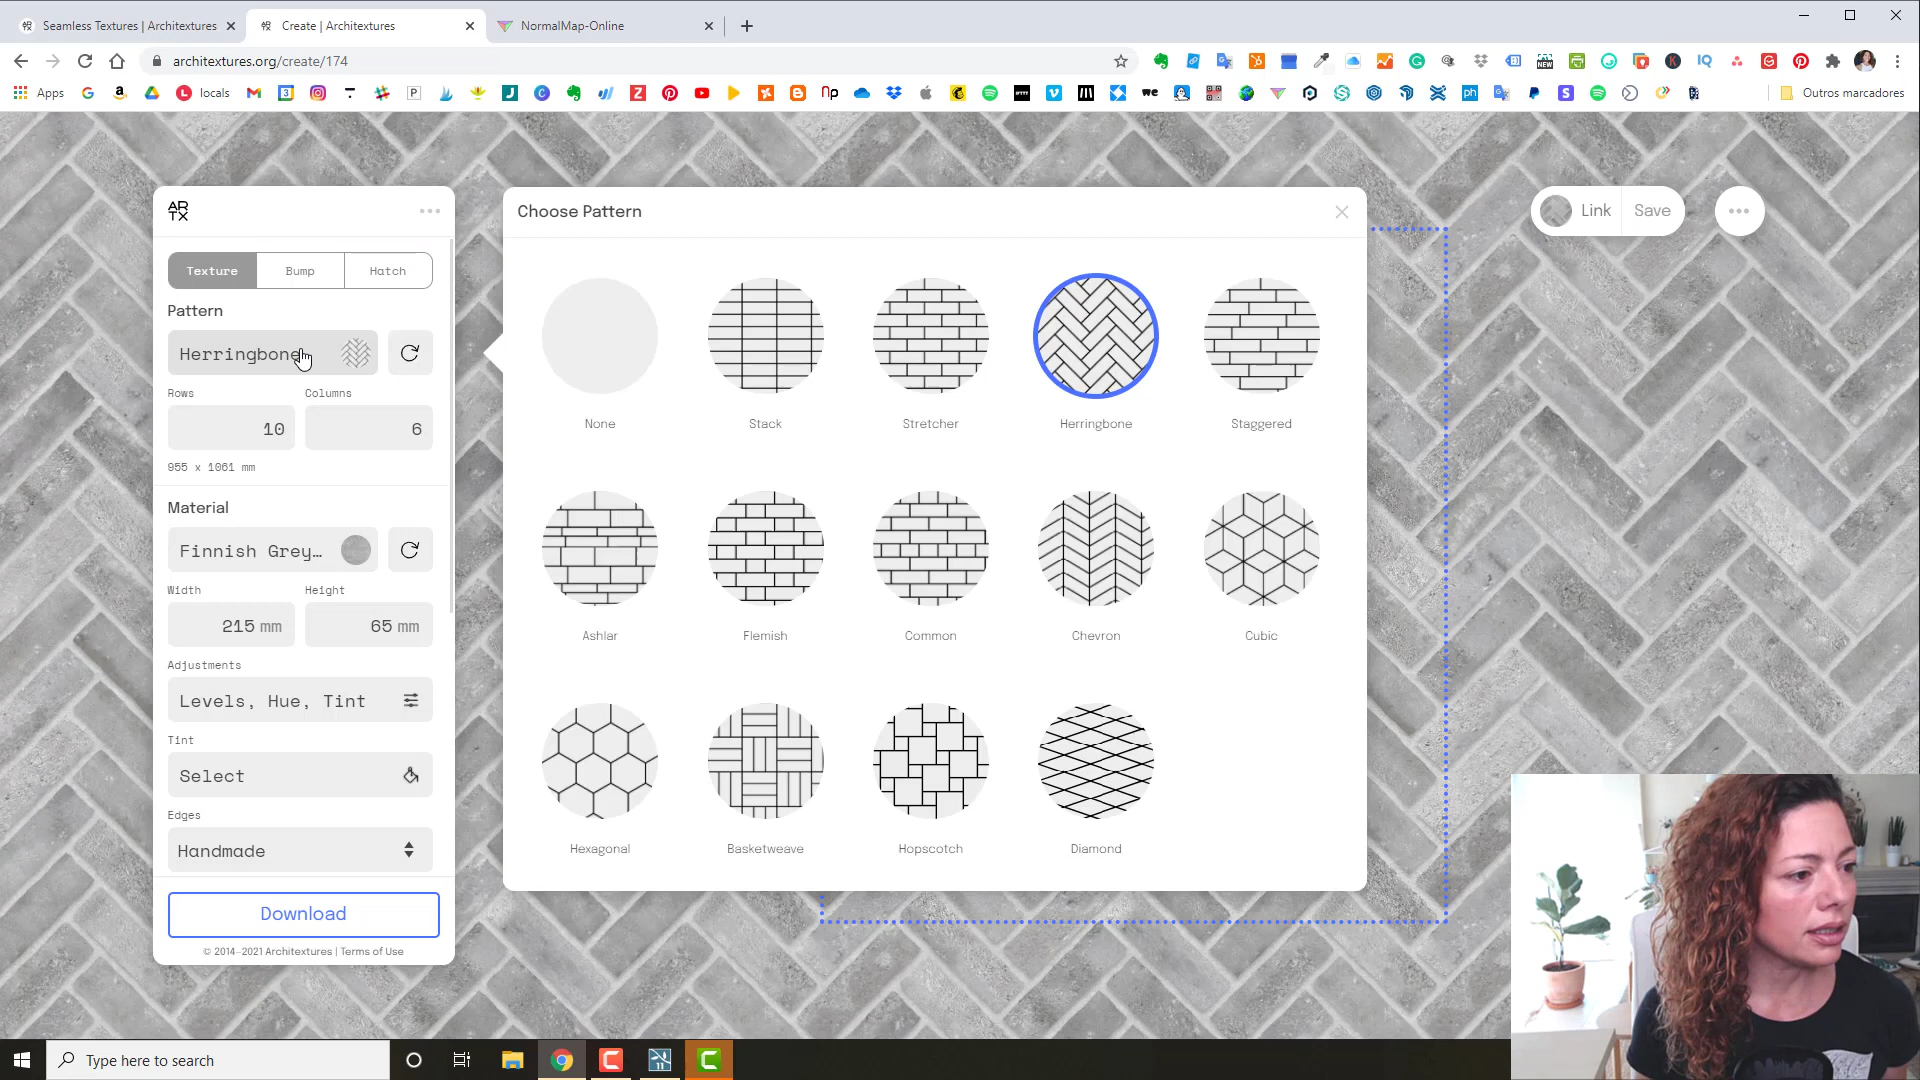 Seamless Textures | Architextures
Create | Architextures
NormalMap-Online
architextures.org/create/174
Apps
locals
Outros marcadores
AR
TX
Choose Pattern
Link
Save
Texture
Bump
Hatch
Pattern
Herringbone
Rows
Columns
10
6
955 x 1061 mm
None
Stack
Stretcher
Herringbone
Staggered
Material
Finnish Grey…
Width
Height
215 mm
65 mm
Adjustments
Levels, Hue, Tint
Tint
Select
Edges
Handmade
Ashlar
Flemish
Common
Chevron
Cubic
Hexagonal
Basketweave
Hopscotch
Diamond
Download
© 2014-2021 Architextures | Terms of Use
Type here to search